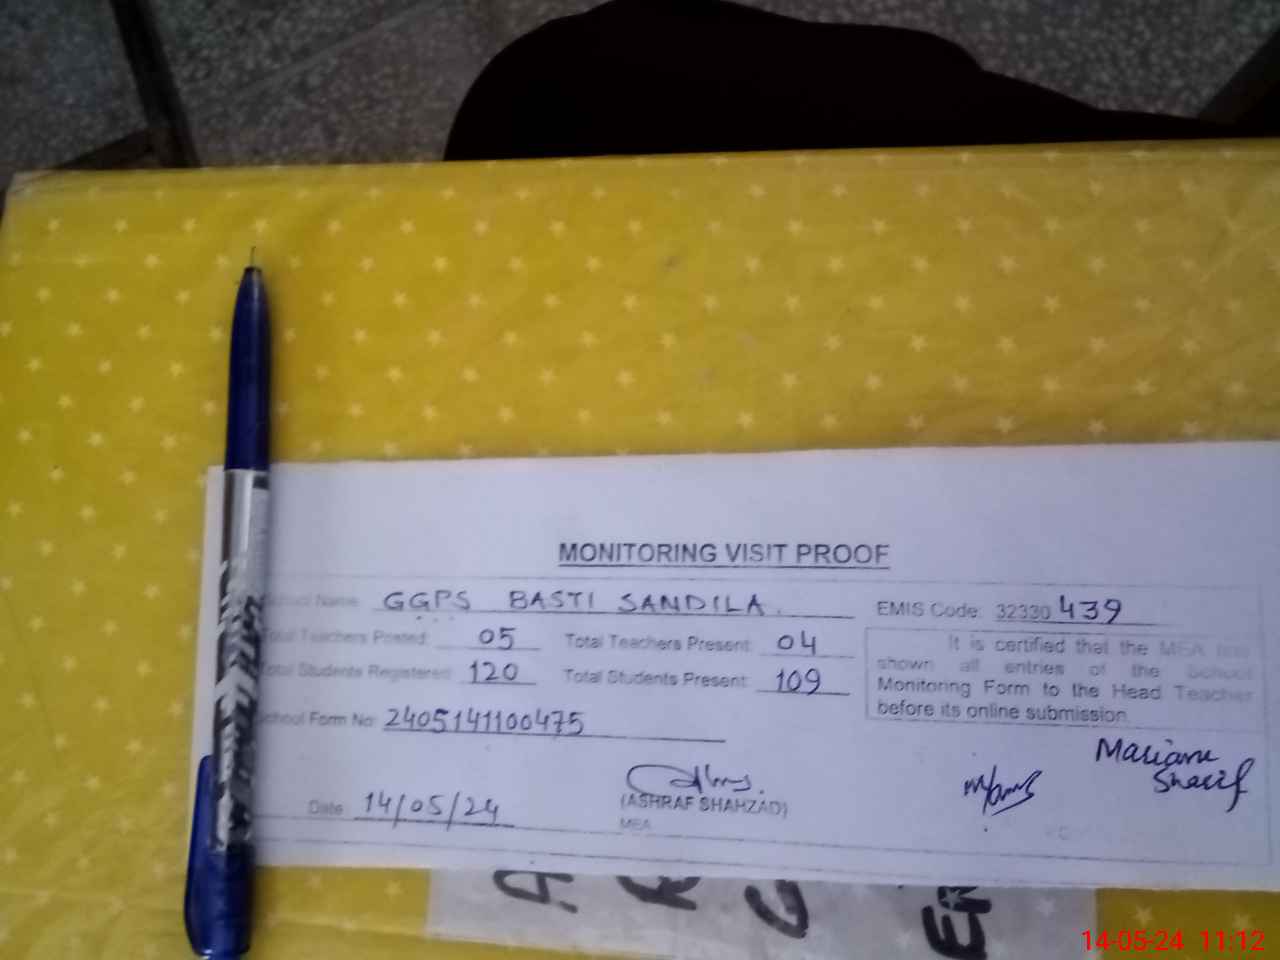 MONITORING VISIT PROOF
School Name: GGPS BASTI SANDILA. EMIS Code: 32330439
Total Teachers Posted: 05 Total Teachers Present: 04
Total Students Registered: 120 Total Students Present: 109
School Form No: 2405141100475
It is certified that the MEA has
shown all entries of the School
Monitoring Form to the Head Teacher
before its online submission.
Date 14/05/24
(ASHRAF SHAHZAD)
MEA
Mariam
Sharif
14-05-24 11:12